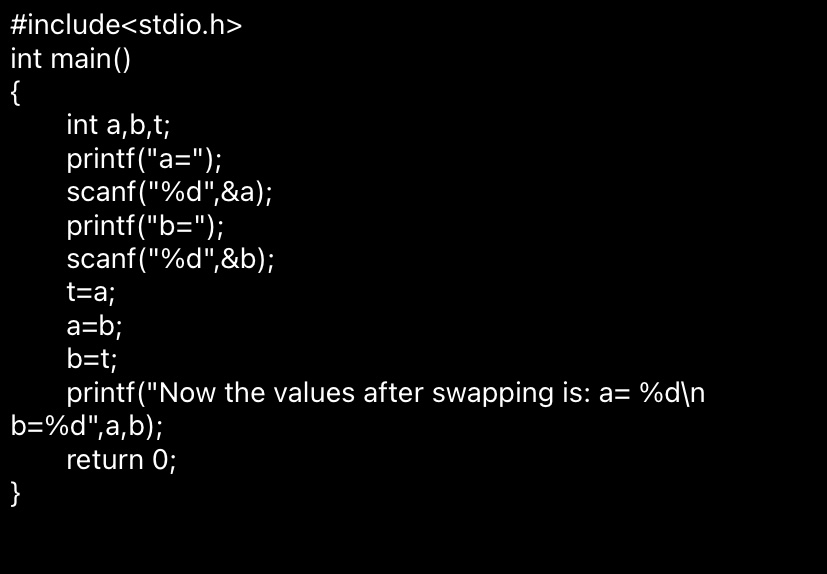 #include<stdio.h>
int main()
{
int a,b,t;
printf("a=");
scanf("%d",&a);
printf("b=");
scanf("%d",&b);
t=a;
a=b;
b=t;
printf("Now the values after swapping is: a= %d\n
b=%d",a,b);
return 0;
}